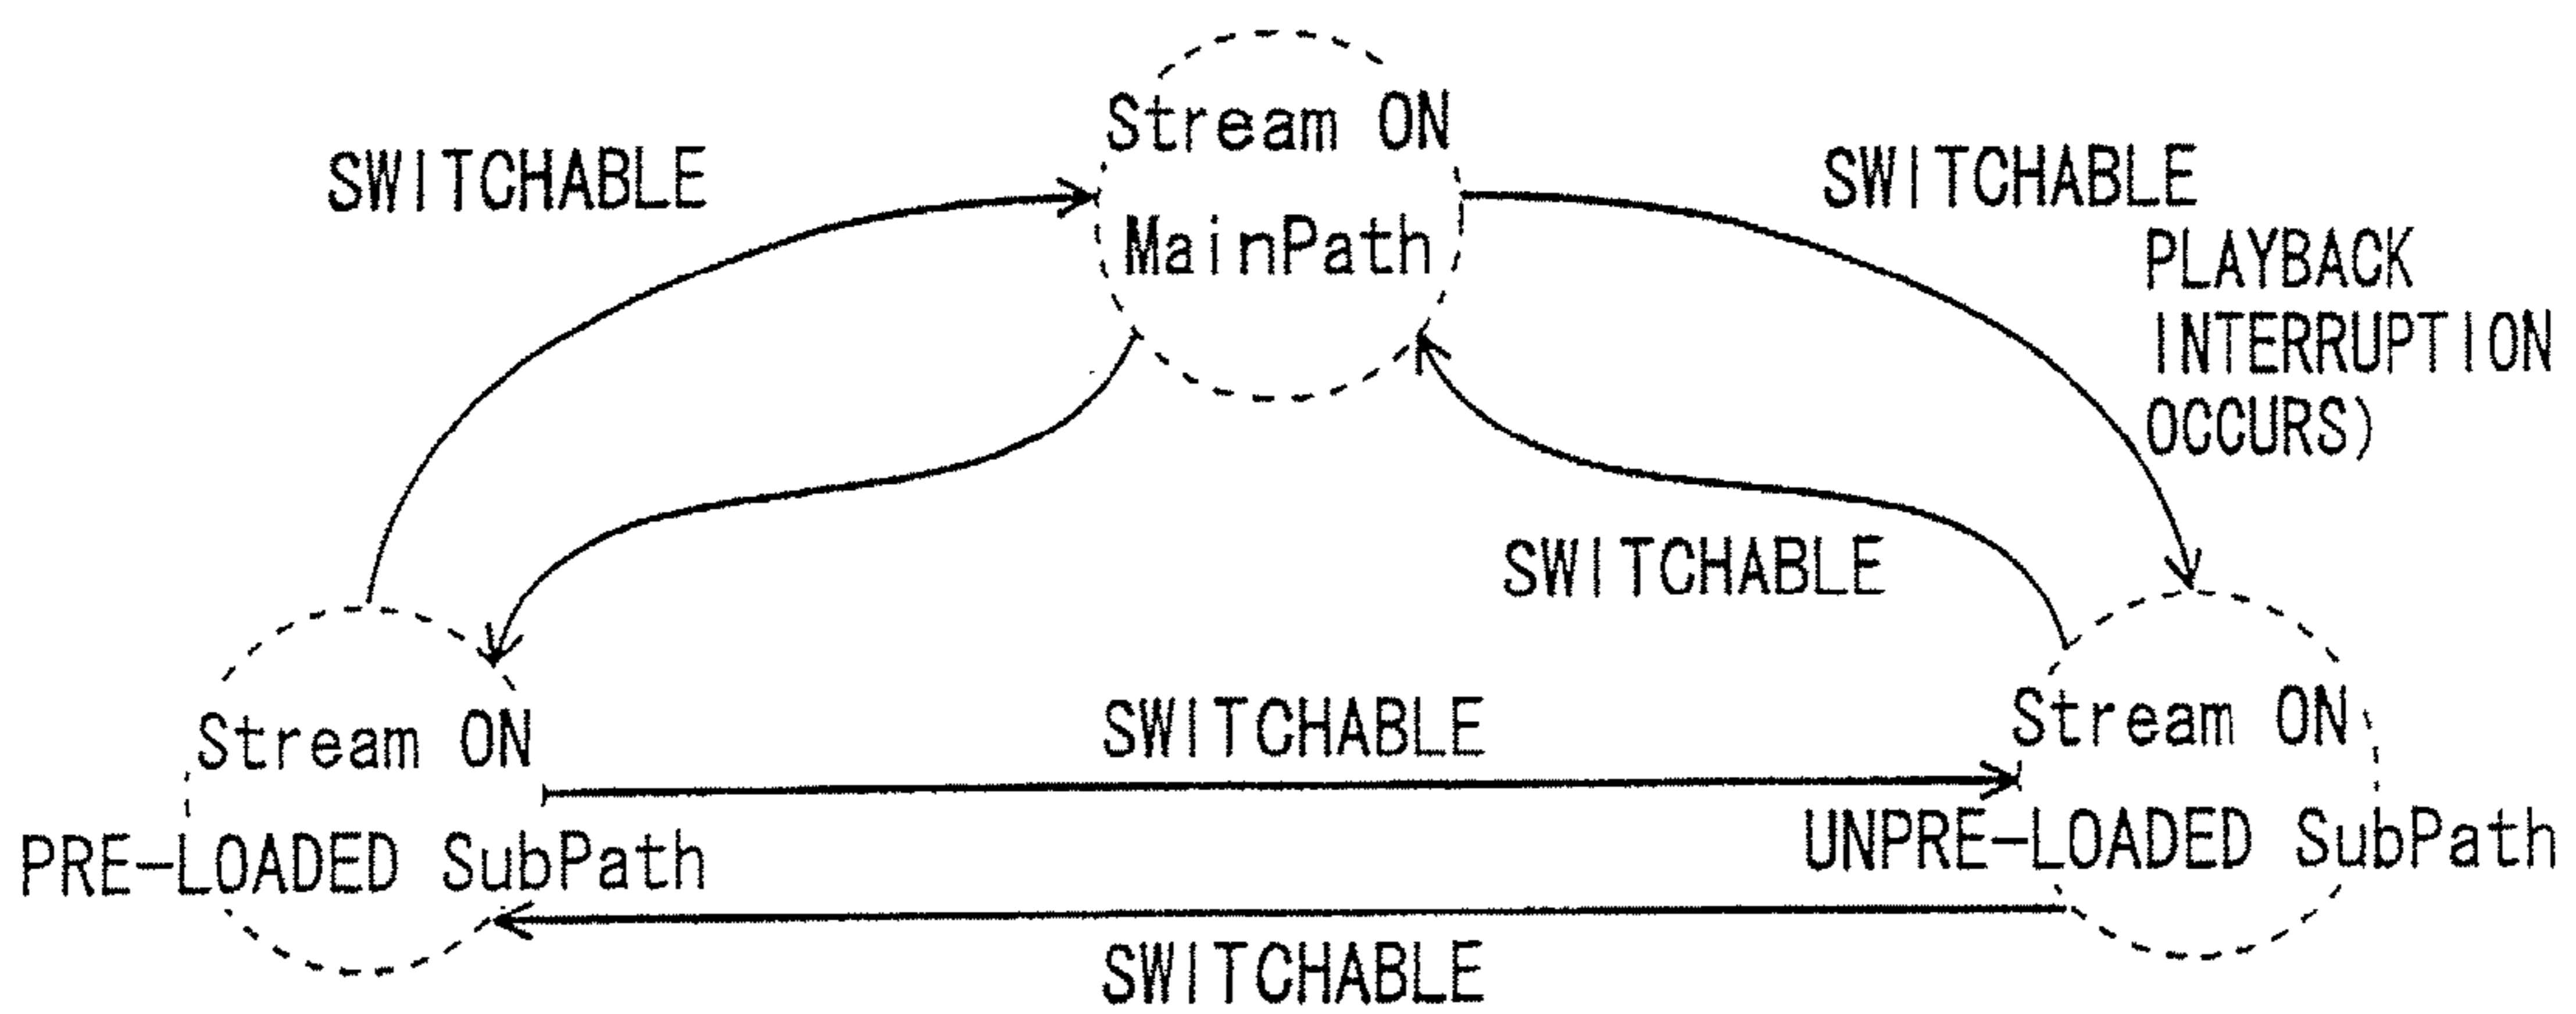 Stream ON
MainPath
SWITCHABLE
SWITCHABLE
PLAYBACK
INTERRUPTION
OCCURS)
SWITCHABLE
Stream ON
PRE-LOADED SubPath
SWITCHABLE
Stream ON
UNPRE-LOADED SubPath
SWITCHABLE